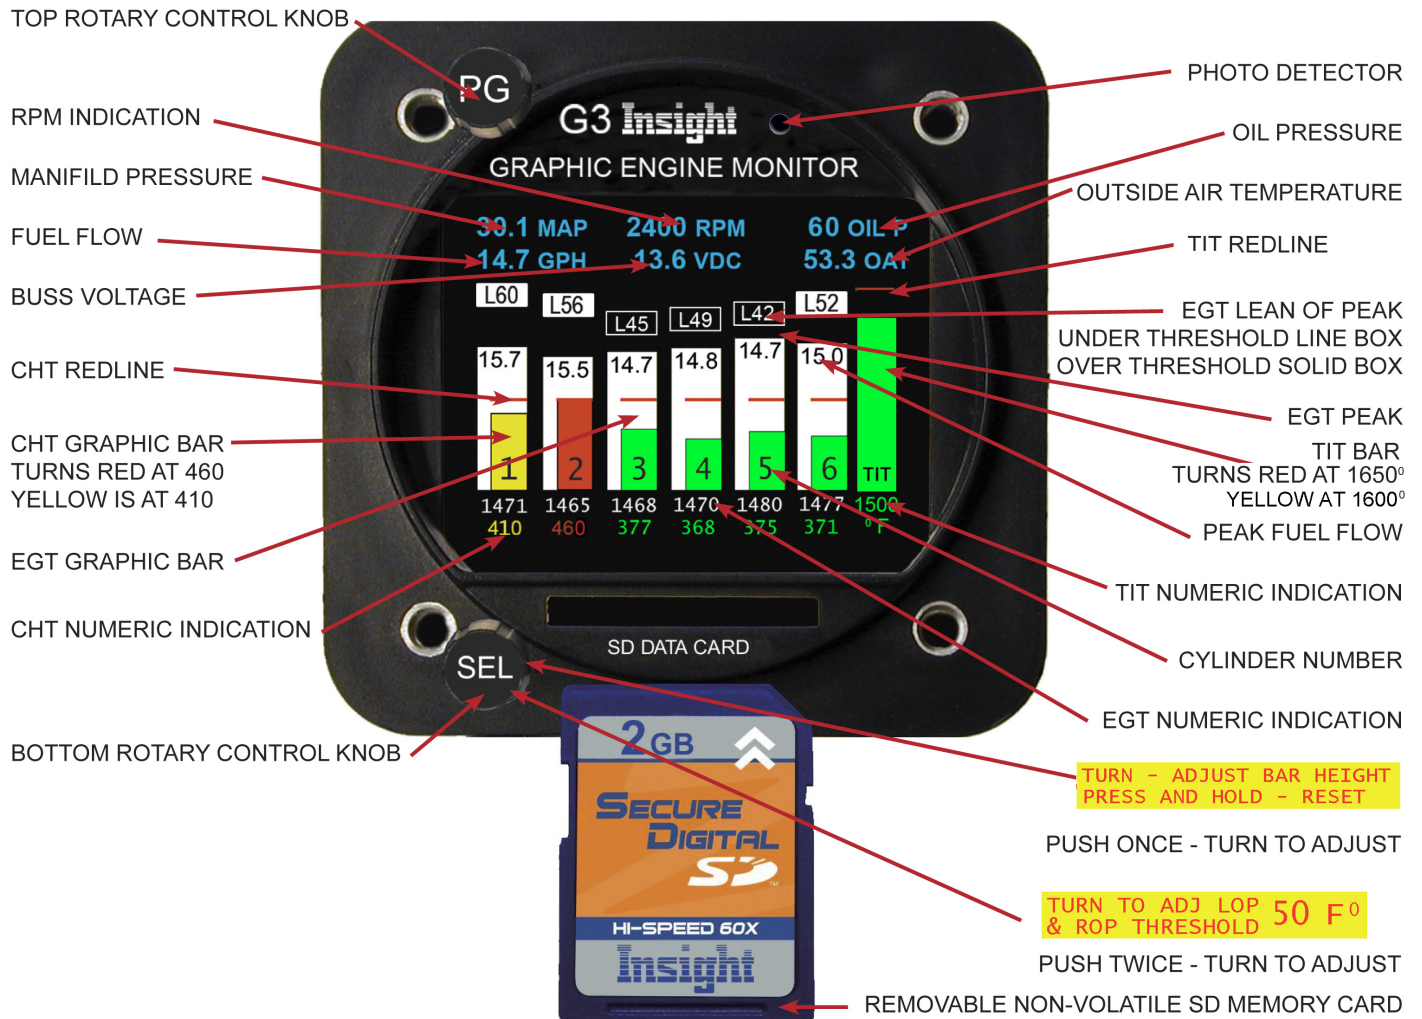 TOP ROTARY CONTROL KNOB
RPM INDICATION
MANIFILD PRESSURE
FUEL FLOW
BUSS VOLTAGE
CHT REDLINE
CHT GRAPHIC BAR
TURNS RED AT 460
YELLOW IS AT 410
EGT GRAPHIC BAR
CHT NUMERIC INDICATION
BOTTOM ROTARY CONTROL KNOB
PG
G3 Insight
GRAPHIC ENGINE MONITOR
30.1 MAP 2400 RPM 60 OIL P
14.7 GPH 13.6 VDC 53.3 OAT
L60 L56 L45 L49 L42 L52
15.7 15.5 14.7 14.8 14.7 15.0
1 2 3 4 5 6 TIT
1471 1465 1468 1470 1480 1477 1500
410 460 377 368 375 371 ⁰F
SD DATA CARD
SEL
2GB
SECURE
DIGITAL
SD™
HI-SPEED 60X
Insight
PHOTO DETECTOR
OIL PRESSURE
OUTSIDE AIR TEMPERATURE
TIT REDLINE
EGT LEAN OF PEAK
UNDER THRESHOLD LINE BOX
OVER THRESHOLD SOLID BOX
EGT PEAK
TIT BAR
TURNS RED AT 1650⁰
YELLOW AT 1600⁰
PEAK FUEL FLOW
TIT NUMERIC INDICATION
CYLINDER NUMBER
EGT NUMERIC INDICATION
TURN - ADJUST BAR HEIGHT
PRESS AND HOLD - RESET
PUSH ONCE - TURN TO ADJUST
TURN TO ADJ LOP
& ROP THRESHOLD 50 F⁰
PUSH TWICE - TURN TO ADJUST
REMOVABLE NON-VOLATILE SD MEMORY CARD